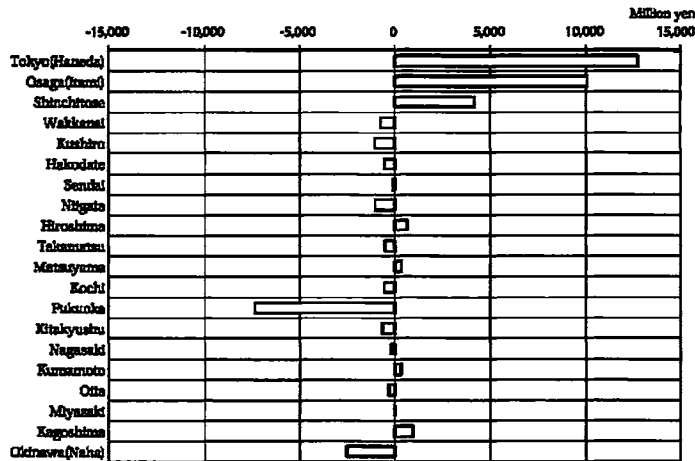 Million yen
-15,000 -10,000 -5,000 0 5,000 10,000 15,000
Tokyo(Haneda)
Osaga(Itami)
Shinchitose
Wakkanai
Kushiro
Hakodate
Sendai
Niigata
Hiroshima
Takamatsu
Matsuyama
Kochi
Fukuoka
Kitakyushu
Nagasaki
Kumamoto
Oita
Miyazaki
Kagoshima
Okinawa(Naha)